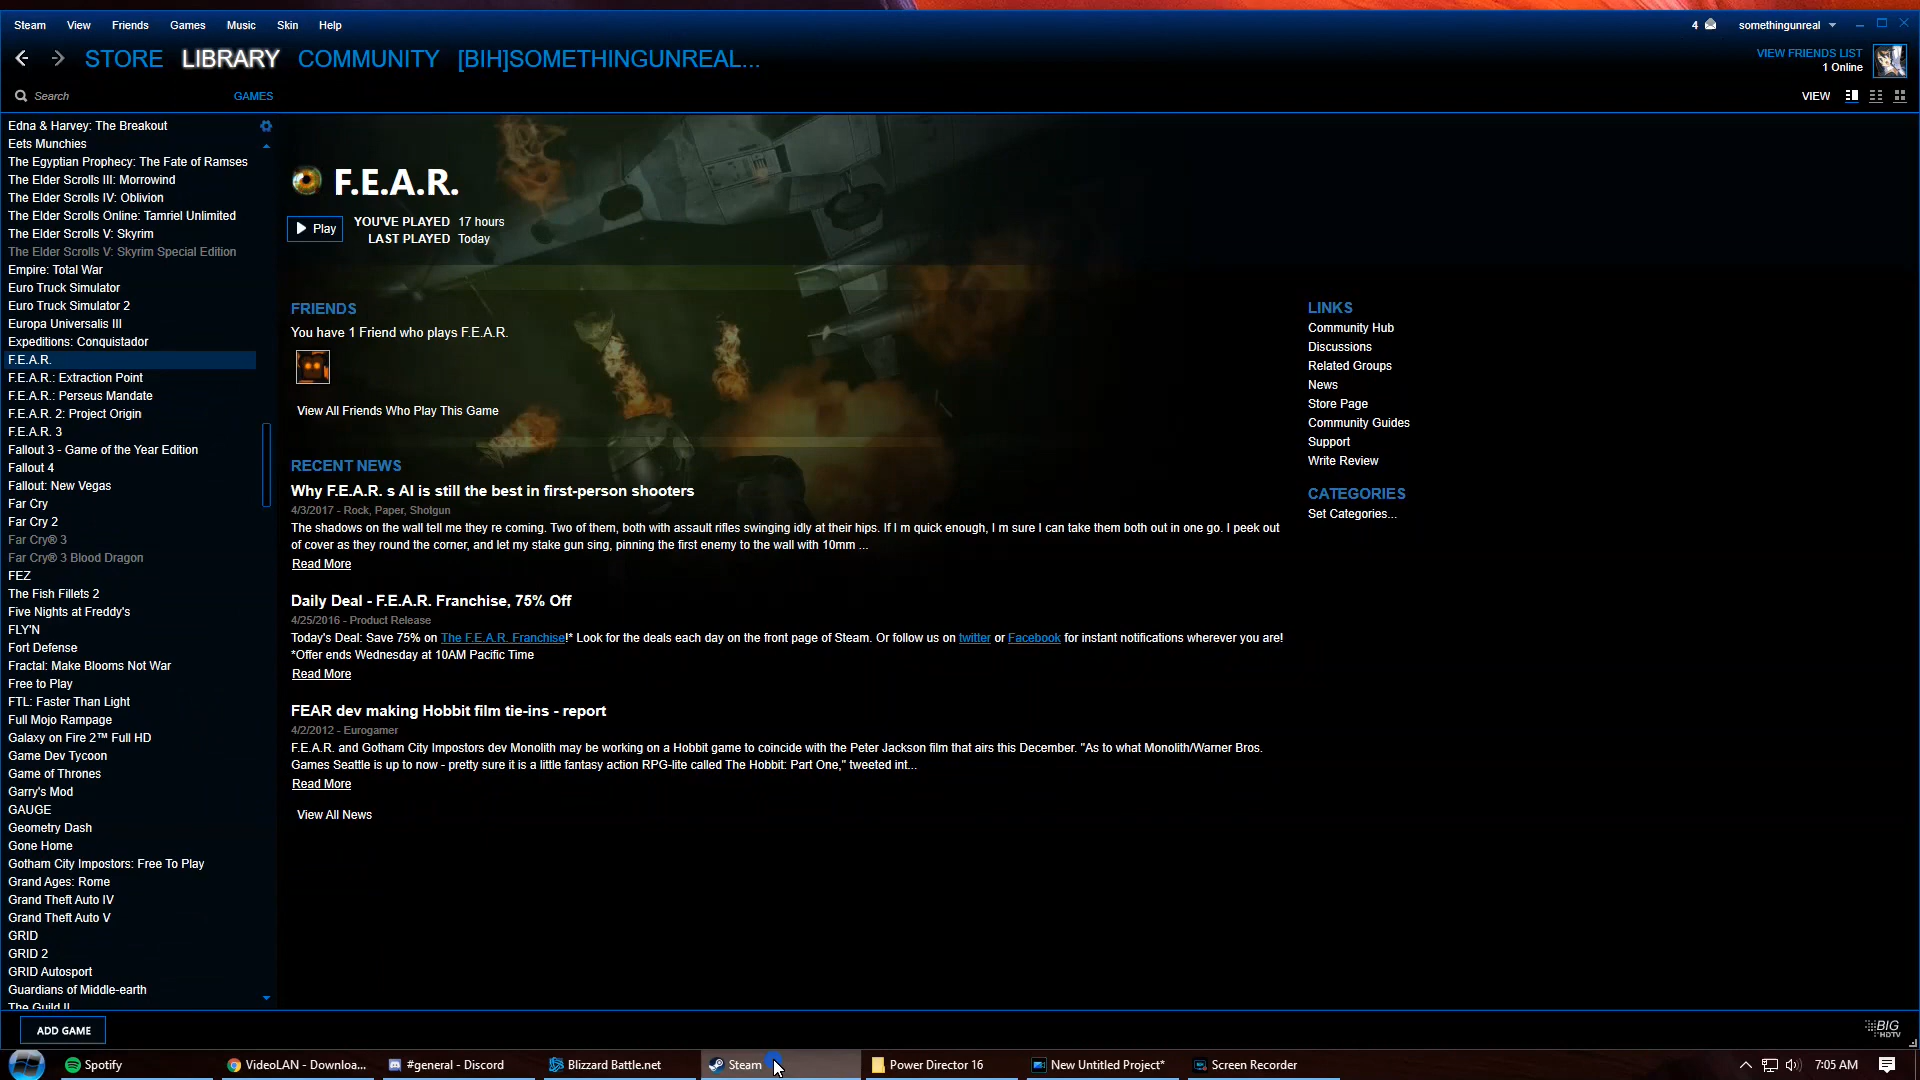 Steam View Friends Games Music Skin Help
4 somethingunreal
STORE LIBRARY COMMUNITY [BIH]SOMETHINGUNREAL...
VIEW FRIENDS LIST
1 Online
Search GAMES
VIEW
Edna & Harvey: The Breakout
Eets Munchies
The Egyptian Prophecy: The Fate of Ramses
The Elder Scrolls III: Morrowind
The Elder Scrolls IV: Oblivion
The Elder Scrolls Online: Tamriel Unlimited
The Elder Scrolls V: Skyrim
The Elder Scrolls V: Skyrim Special Edition
Empire: Total War
Euro Truck Simulator
Euro Truck Simulator 2
Europa Universalis III
Expeditions: Conquistador
F.E.A.R.
F.E.A.R.: Extraction Point
F.E.A.R.: Perseus Mandate
F.E.A.R. 2: Project Origin
F.E.A.R. 3
Fallout 3 - Game of the Year Edition
Fallout 4
Fallout: New Vegas
Far Cry
Far Cry 2
Far Cry® 3
Far Cry® 3 Blood Dragon
FEZ
The Fish Fillets 2
Five Nights at Freddy's
FLY'N
Fort Defense
Fractal: Make Blooms Not War
Free to Play
FTL: Faster Than Light
Full Mojo Rampage
Galaxy on Fire 2™ Full HD
Game Dev Tycoon
Game of Thrones
Garry's Mod
GAUGE
Geometry Dash
Gone Home
Gotham City Impostors: Free To Play
Grand Ages: Rome
Grand Theft Auto IV
Grand Theft Auto V
GRID
GRID 2
GRID Autosport
Guardians of Middle-earth
The Guild II
F.E.A.R.
Play
YOU'VE PLAYED 17 hours
LAST PLAYED Today
FRIENDS
You have 1 Friend who plays F.E.A.R.
View All Friends Who Play This Game
RECENT NEWS
Why F.E.A.R. s AI is still the best in first-person shooters
4/3/2017 - Rock, Paper, Shotgun
The shadows on the wall tell me they re coming. Two of them, both with assault rifles swinging idly at their hips. If I m quick enough, I m sure I can take them both out in one go. I peek out
of cover as they round the corner, and let my stake gun sing, pinning the first enemy to the wall with 10mm ...
Read More
Daily Deal - F.E.A.R. Franchise, 75% Off
4/25/2016 - Product Release
Today's Deal: Save 75% on The F.E.A.R. Franchise!* Look for the deals each day on the front page of Steam. Or follow us on twitter or Facebook for instant notifications wherever you are!
*Offer ends Wednesday at 10AM Pacific Time
Read More
FEAR dev making Hobbit film tie-ins - report
4/2/2012 - Eurogamer
F.E.A.R. and Gotham City Impostors dev Monolith may be working on a Hobbit game to coincide with the Peter Jackson film that airs this December. "As to what Monolith/Warner Bros.
Games Seattle is up to now - pretty sure it is a little fantasy action RPG-lite called The Hobbit: Part One," tweeted int...
Read More
View All News
LINKS
Community Hub
Discussions
Related Groups
News
Store Page
Community Guides
Support
Write Review
CATEGORIES
Set Categories...
ADD GAME
BIG
HDTV
Spotify
VideoLAN - Downloa...
#general - Discord
Blizzard Battle.net
Steam
Power Director 16
New Untitled Project*
Screen Recorder
7:05 AM